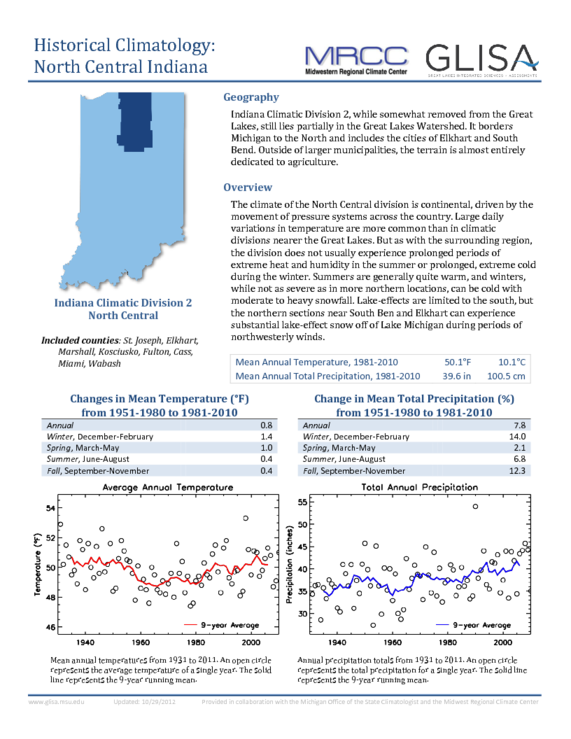 Historical Climatology:
North Central Indiana
MRCC
Midwestern Regional Climate Center
GLISA
GREAT LAKES INTEGRATED SCIENCES + ASSESSMENTS
Indiana Climatic Division 2
North Central
Included counties: St. Joseph, Elkhart,
Marshall, Kosciusko, Fulton, Cass,
Miami, Wabash
Geography
Indiana Climatic Division 2, while somewhat removed from the Great
Lakes, still lies partially in the Great Lakes Watershed. It borders
Michigan to the North and includes the cities of Elkhart and South
Bend. Outside of larger municipalities, the terrain is almost entirely
dedicated to agriculture.
Overview
The climate of the North Central division is continental, driven by the
movement of pressure systems across the country. Large daily
variations in temperature are more common than in climatic
divisions nearer the Great Lakes. But as with the surrounding region,
the division does not usually experience prolonged periods of
extreme heat and humidity in the summer or prolonged, extreme cold
during the winter. Summers are generally quite warm, and winters,
while not as severe as in more northern locations, can be cold with
moderate to heavy snowfall. Lake-effects are limited to the south, but
the northern sections near South Ben and Elkhart can experience
substantial lake-effect snow off of Lake Michigan during periods of
northwesterly winds.
Mean Annual Temperature, 1981-2010 50.1°F 10.1°C
Mean Annual Total Precipitation, 1981-2010 39.6 in 100.5 cm
Changes in Mean Temperature (°F)
from 1951-1980 to 1981-2010
Annual 0.8
Winter, December-February 1.4
Spring, March-May 1.0
Summer, June-August 0.4
Fall, September-November 0.4
Change in Mean Total Precipitation (%)
from 1951-1980 to 1981-2010
Annual 7.8
Winter, December-February 14.0
Spring, March-May 2.1
Summer, June-August 6.8
Fall, September-November 12.3
Average Annual Temperature
Temperature (°F)
54
52
50
48
46
9-year Average
1940 1960 1980 2000
Mean annual temperatures from 1931 to 2011. An open circle
represents the average temperature of a single year. The solid
line represents the 9-year running mean.
Total Annual Precipitation
Precipitation (inches)
55
50
45
40
35
30
9-year Average
1940 1960 1980 2000
Annual precipitation totals from 1931 to 2011. An open circle
represents the total precipitation for a single year. The solid line
represents the 9-year running mean.
www.glisa.msu.edu Updated: 10/29/2012 Provided in collaboration with the Michigan Office of the State Climatologist and the Midwest Regional Climate Center